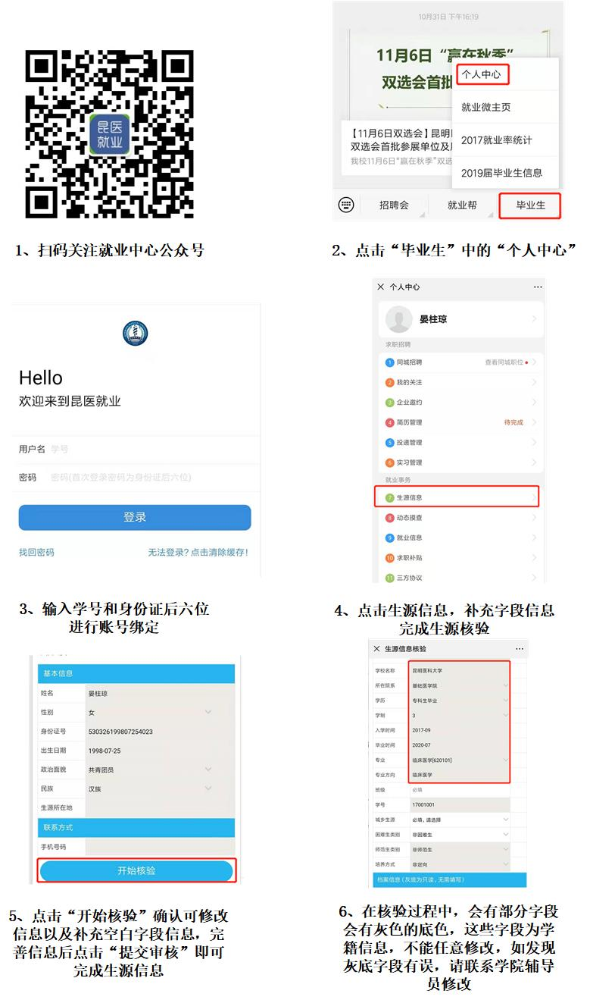 昆医
就业
1、扫码关注就业中心公众号
10月31日 下午16:19
11月6日“赢在秋季”
双选会首批
【11月6日双选会】昆明
双选会首批参展单位及
我校11月6日“赢在秋季”双选
个人中心
就业微主页
2017就业率统计
2019届毕业生信息
招聘会
就业帮
毕业生
2、点击“毕业生”中的“个人中心”
Hello
欢迎来到昆医就业
用户名 学号
密码 密码(首次登录密码为身份证后六位)
登录
找回密码 无法登录?点击清除缓存!
3、输入学号和身份证后六位
进行账号绑定
个人中心
晏柱琼
求职招聘
1 同城招聘 查看同城职位
2 我的关注
3 企业邀约
4 简历管理 待完成
5 投递管理
6 实习管理
就业事务
7 生源信息
8 动态摸查
9 就业信息
10 求职补贴
11 三方协议
4、点击生源信息，补充字段信息
完成生源核验
基本信息
姓名 晏柱琼
性别 女
身份证号 530326199807254023
出生日期 1998-07-25
政治面貌 共青团员
民族 汉族
生源所在地
联系方式
手机号码
开始核验
5、点击“开始核验”确认可修改
信息以及补充空白字段信息，完
善信息后点击“提交审核”即可
完成生源信息
生源信息核验
学校名称 昆明医科大学
所在院系 基础医学院
学历 专科生毕业
学制 3
入学时间 2017-09
毕业时间 2020-07
专业 临床医学[620101]
专业方向 临床医学
班级 必填
学号 17001001
城乡生源 必填，请选择
困难生类别 非困难生
师范生类别 非师范生
培养方式 非定向
档案信息（灰底为只读，无需填写）
6、在核验过程中，会有部分字段
会有灰色的底色，这些字段为学
籍信息，不能任意修改，如发现
灰底字段有误，请联系学院辅导
员修改